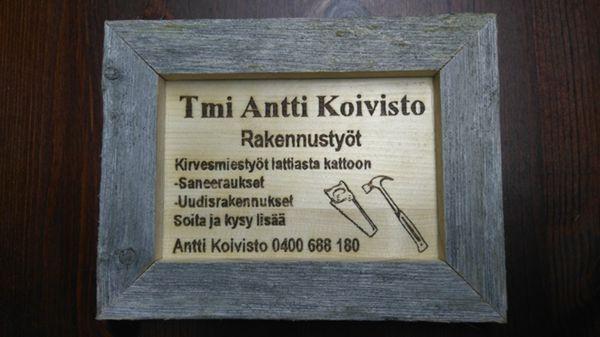 Tmi Antti Koivisto
Rakennustyöt
Kirvesmiestyöt lattiasta kattoon
-Saneeraukset
-Uudisrakennukset
Soita ja kysy lisää
Antti Koivisto 0400 688 180